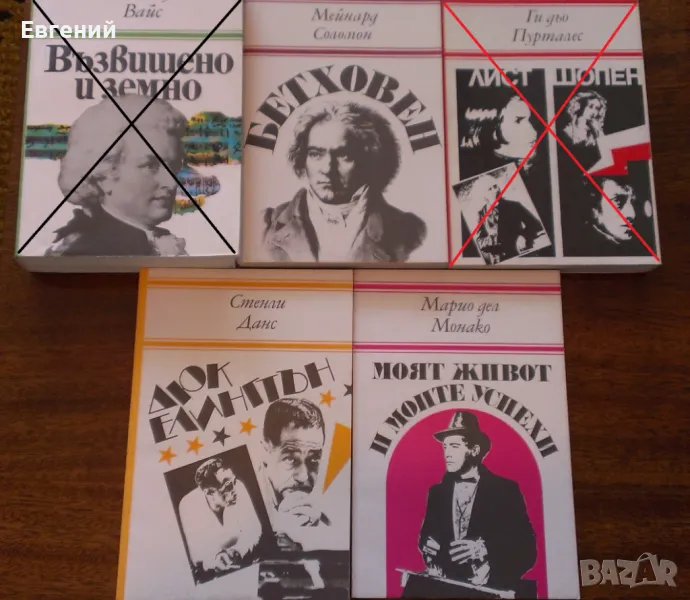 Евгений
Вайс
Възвишено
и земно
Мейнард
Соломон
БЕТХОВЕН
Ги дьо
Пурталес
ЛИСТ ШОПЕН
Стенли
Данс
ДЮК
ЕЛИНГТЪН
Марио дел
Монако
МОЯТ ЖИВОТ
И МОИТЕ УСПЕХИ
BAZAR